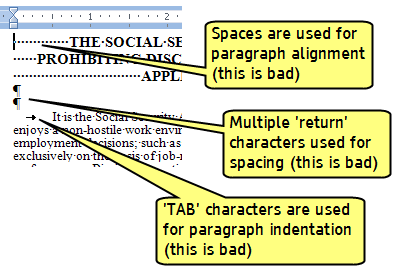 1 2
THE SOCIAL SE
PROHIBITING DISC
APPL
Spaces are used for
paragraph alignment
(this is bad)
¶
¶
Multiple 'return'
characters used for
spacing (this is bad)
It is the Social Security
enjoys a non-hostile work envir
employment decisions; such as
exclusively on the basis of job-r
'TAB' characters are used
for paragraph indentation
(this is bad)